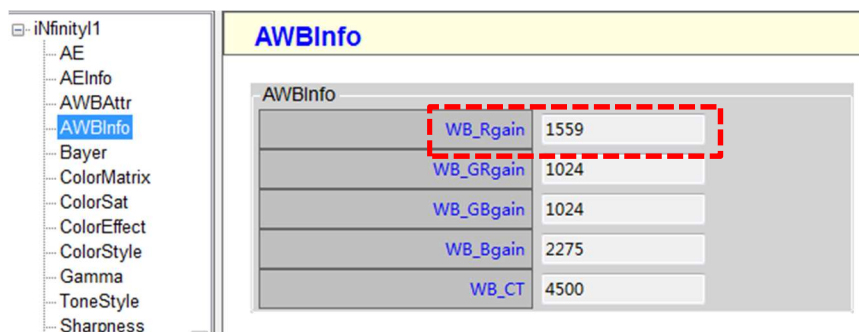 iNfinityI1
AE
AEInfo
AWBAttr
AWBInfo
Bayer
ColorMatrix
ColorSat
ColorEffect
ColorStyle
Gamma
ToneStyle
Sharpness
AWBInfo
AWBInfo
WB_Rgain 1559
WB_GRgain 1024
WB_GBgain 1024
WB_Bgain 2275
WB_CT 4500